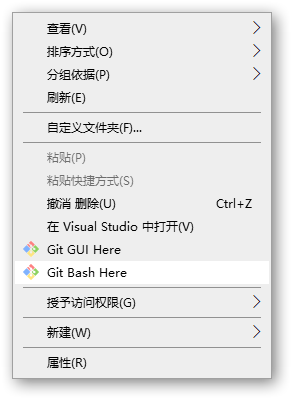 查看(V)
排序方式(O)
分组依据(P)
刷新(E)
自定义文件夹(F)...
粘贴(P)
粘贴快捷方式(S)
撤消 删除(U) Ctrl+Z
在 Visual Studio 中打开(V)
Git GUI Here
Git Bash Here
授予访问权限(G)
新建(W)
属性(R)